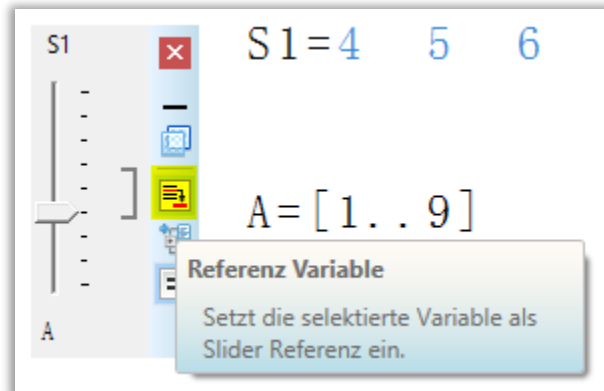 S1
S1=4 5 6
A=[1..9]
Referenz Variable
Setzt die selektierte Variable als
Slider Referenz ein.
A